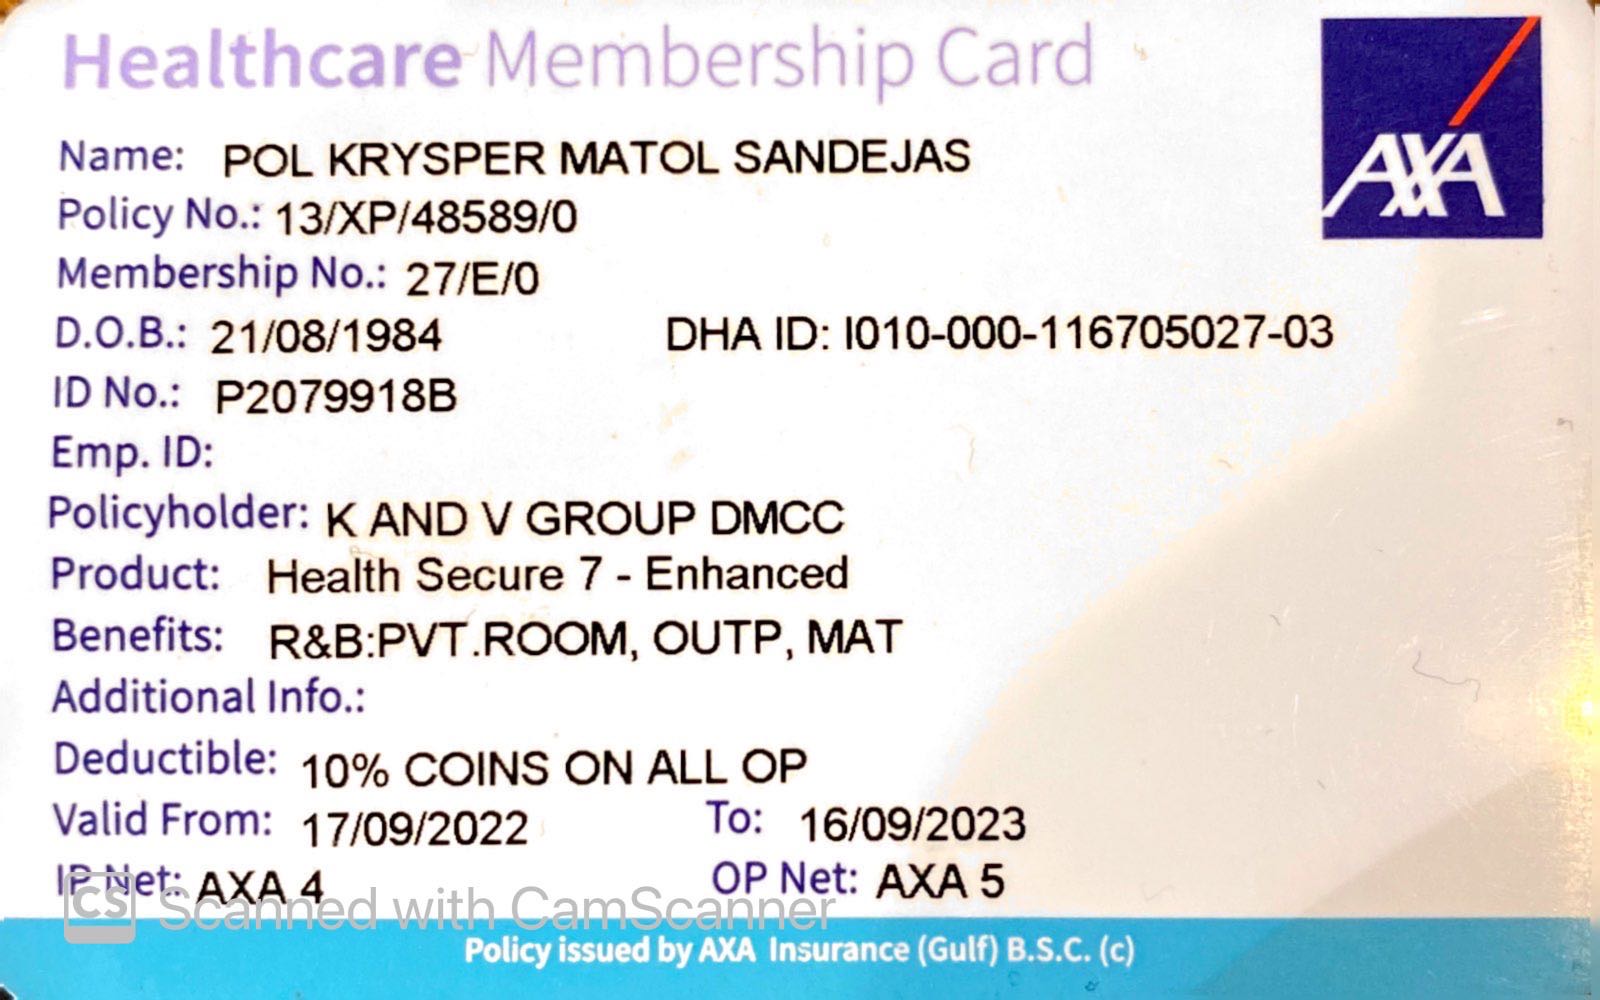 Healthcare Membership Card
AXA
Name: POL KRYSPER MATOL SANDEJAS
Policy No.: 13/XP/48589/0
Membership No.: 27/E/0
D.O.B.: 21/08/1984 DHA ID: I010-000-116705027-03
ID No.: P2079918B
Emp. ID:
Policyholder: K AND V GROUP DMCC
Product: Health Secure 7 - Enhanced
Benefits: R&B:PVT.ROOM, OUTP, MAT
Additional Info.:
Deductible: 10% COINS ON ALL OP
Valid From: 17/09/2022 To: 16/09/2023
IP Net: AXA 4 OP Net: AXA 5
CS Scanned with CamScanner
Policy issued by AXA Insurance (Gulf) B.S.C. (c)